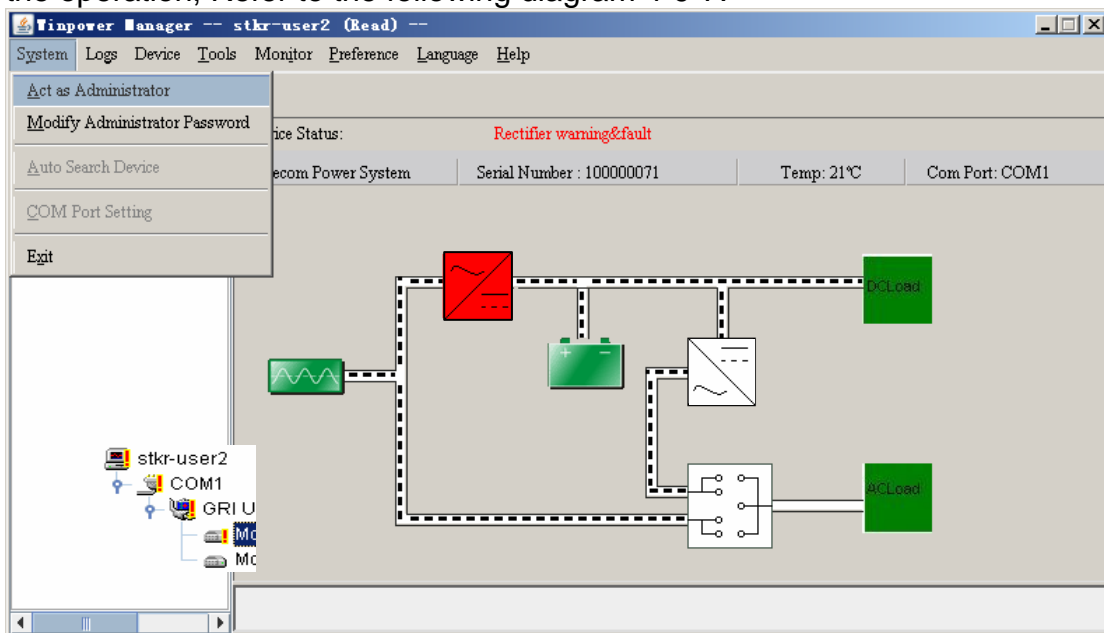 the operation, Refer to the following diagram
Winpower Manager -- stkr-user2 (Read) --
System Logs Device Tools Monitor Preference Language Help
Act as Administrator
Modify Administrator Password
Auto Search Device
COM Port Setting
Exit
ice Status: Rectifier warning&fault
ecom Power System Serial Number : 100000071 Temp: 21℃ Com Port: COM1
DCLoad
ACLoad
stkr-user2
COM1
GRI U
Mo
Mo